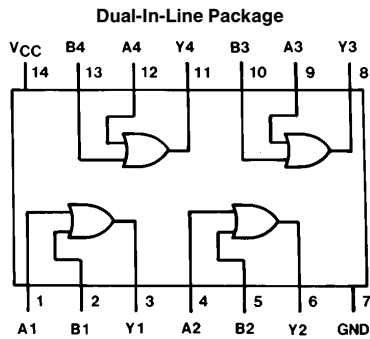 Dual-In-Line Package
VCC B4 A4 Y4 B3 A3 Y3
14 13 12 11 10 9 8
1 2 3 4 5 6 7
A1 B1 Y1 A2 B2 Y2 GND